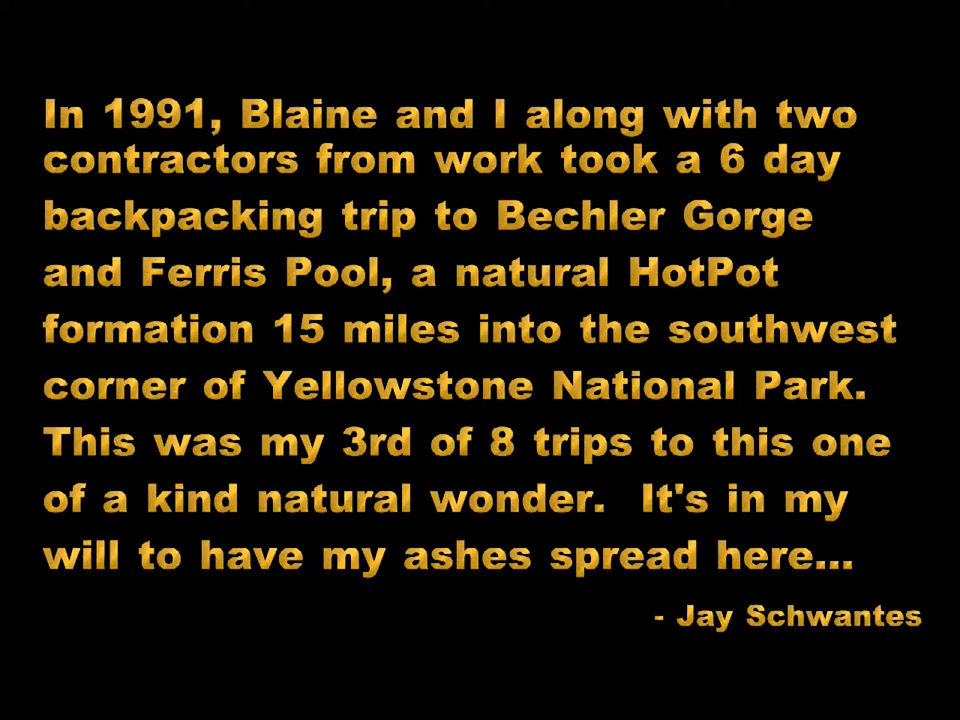 In 1991, Blaine and I along with two
contractors from work took a 6 day
backpacking trip to Bechler Gorge
and Ferris Pool, a natural HotPot
formation 15 miles into the southwest
corner of Yellowstone National Park.
This was my 3rd of 8 trips to this one
of a kind natural wonder.  It's in my
will to have my ashes spread here...
- Jay Schwantes